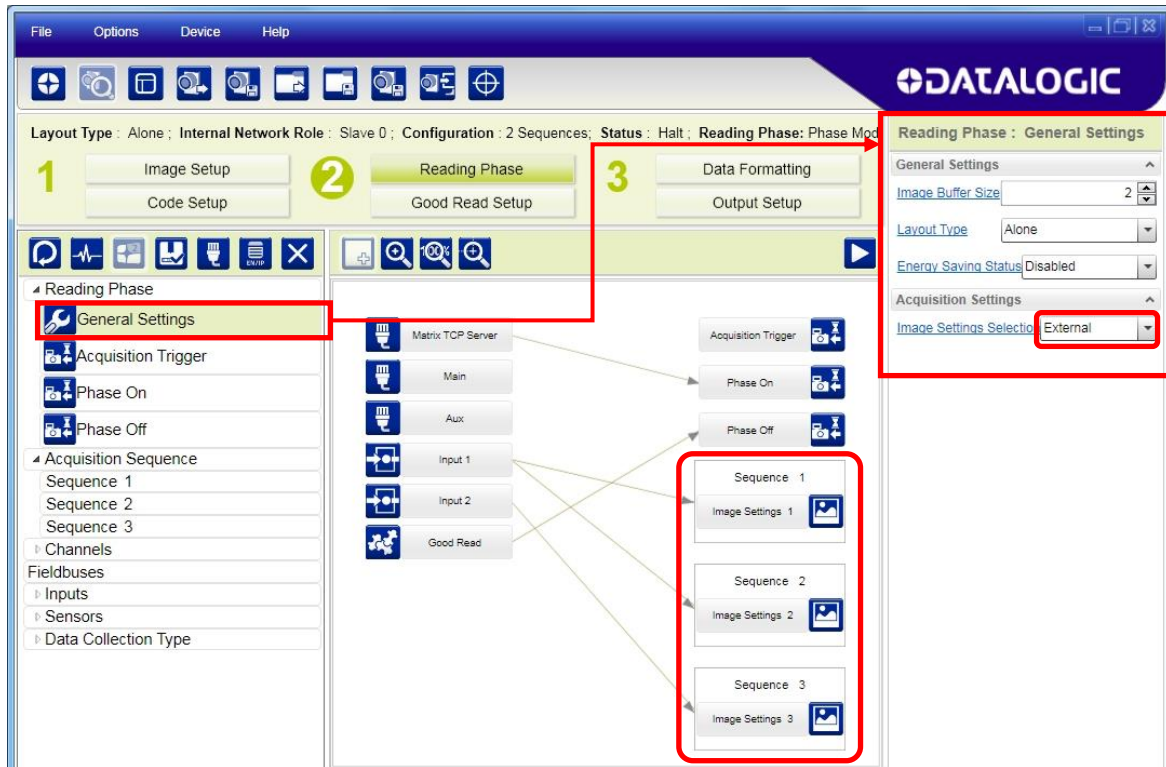 File Options Device Help
DATALOGIC
Layout Type : Alone ; Internal Network Role : Slave 0 ; Configuration : 2 Sequences; Status : Halt ; Reading Phase: Phase Mod
1
Image Setup
Code Setup
2
Reading Phase
Good Read Setup
3
Data Formatting
Output Setup
EN/IP
100%
Reading Phase
General Settings
Acquisition Trigger
Phase On
Phase Off
Acquisition Sequence
Sequence 1
Sequence 2
Sequence 3
Channels
Fieldbuses
Inputs
Sensors
Data Collection Type
Matrix TCP Server
Main
Aux
Input 1
Input 2
Good Read
Acquisition Trigger
Phase On
Phase Off
Sequence 1
Image Settings 1
Sequence 2
Image Settings 2
Sequence 3
Image Settings 3
Reading Phase : General Settings
General Settings
Image Buffer Size 2
Layout Type Alone
Energy Saving Status Disabled
Acquisition Settings
Image Settings Selectio External